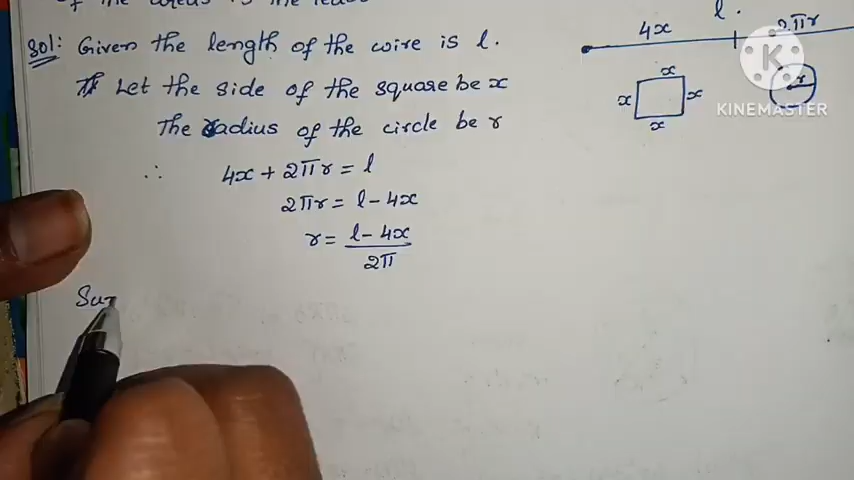 Sol: Given the length of the wire is l.
Let the side of the square be x
The radius of the circle be r
∴ 4x + 2πr = l
2πr = l - 4x
r = l - 4x / 2π
Su
l.
4x 2πr
x
x x r
x
K
KINEMASTER